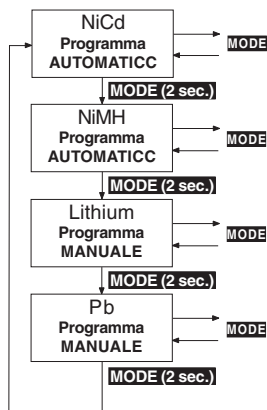 NiCd
Programma
AUTOMATICC
MODE
MODE (2 sec.)
NiMH
Programma
AUTOMATICC
MODE
MODE (2 sec.)
Lithium
Programma
MANUALE
MODE
MODE (2 sec.)
Pb
Programma
MANUALE
MODE
MODE (2 sec.)